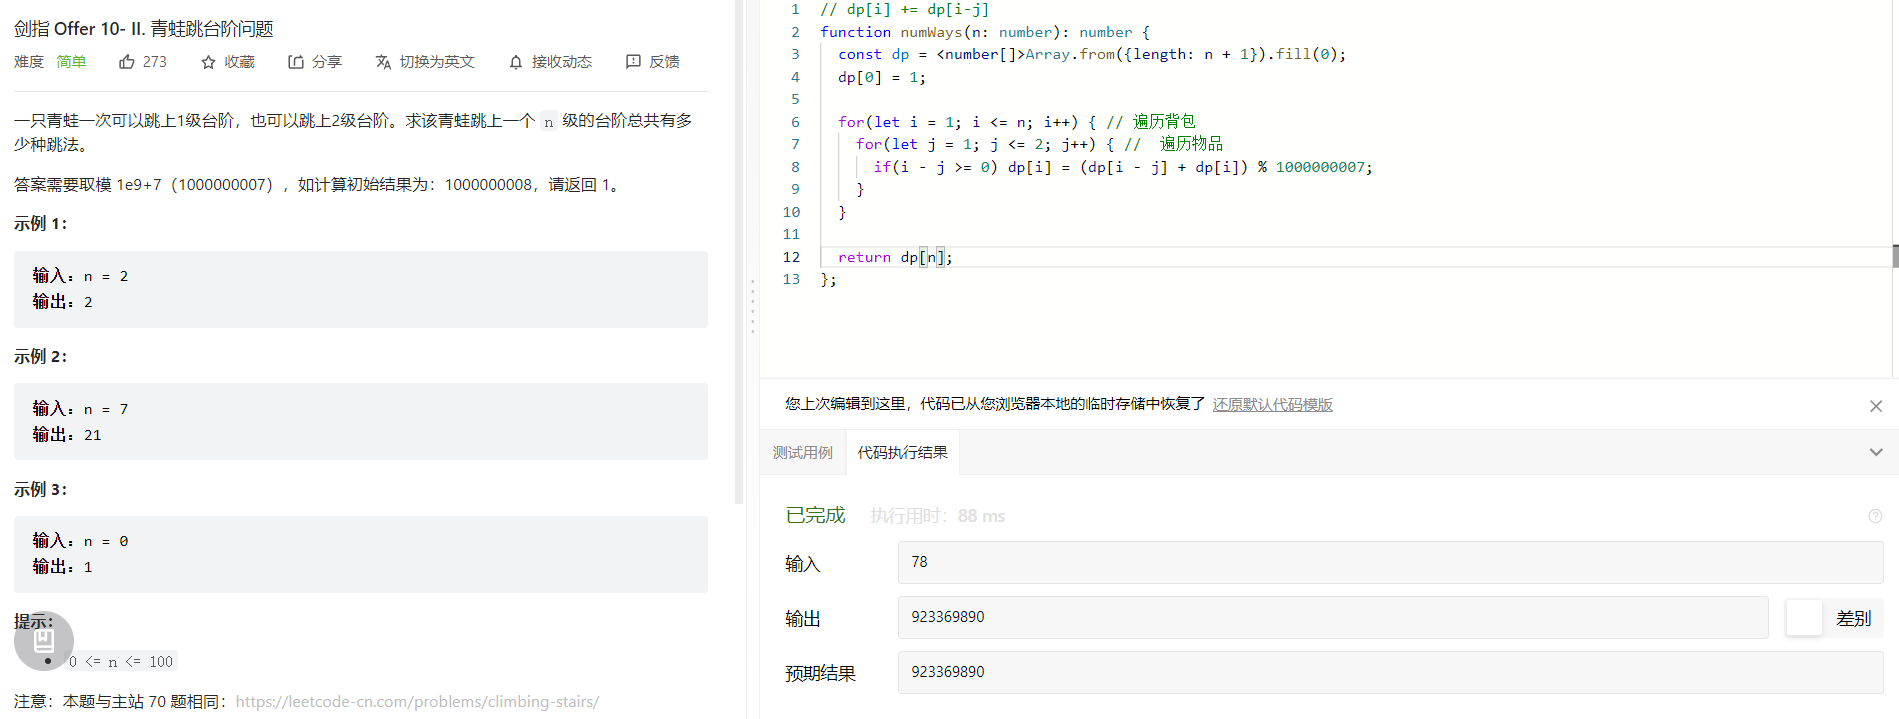 剑指 Offer 10- II. 青蛙跳台阶问题
难度 简单 273 收藏 分享 切换为英文 接收动态 反馈
一只青蛙一次可以跳上1级台阶，也可以跳上2级台阶。求该青蛙跳上一个 n 级的台阶总共有多
少种跳法。
答案需要取模 1e9+7（1000000007），如计算初始结果为：1000000008，请返回 1。
示例 1：
输入：n = 2
输出：2
示例 2：
输入：n = 7
输出：21
示例 3：
输入：n = 0
输出：1
提示：
0 <= n <= 100
注意：本题与主站 70 题相同：https://leetcode-cn.com/problems/climbing-stairs/
1 // dp[i] += dp[i-j]
2 function numWays(n: number): number {
3 const dp = <number[]>Array.from({length: n + 1}).fill(0);
4 dp[0] = 1;
5
6 for(let i = 1; i <= n; i++) { // 遍历背包
7 for(let j = 1; j <= 2; j++) { // 遍历物品
8 if(i - j >= 0) dp[i] = (dp[i - j] + dp[i]) % 1000000007;
9 }
10 }
11
12 return dp[n];
13 };
您上次编辑到这里，代码已从您浏览器本地的临时存储中恢复了 还原默认代码模版
测试用例 代码执行结果
已完成 执行用时：88 ms
输入 78
输出 923369890 差别
预期结果 923369890